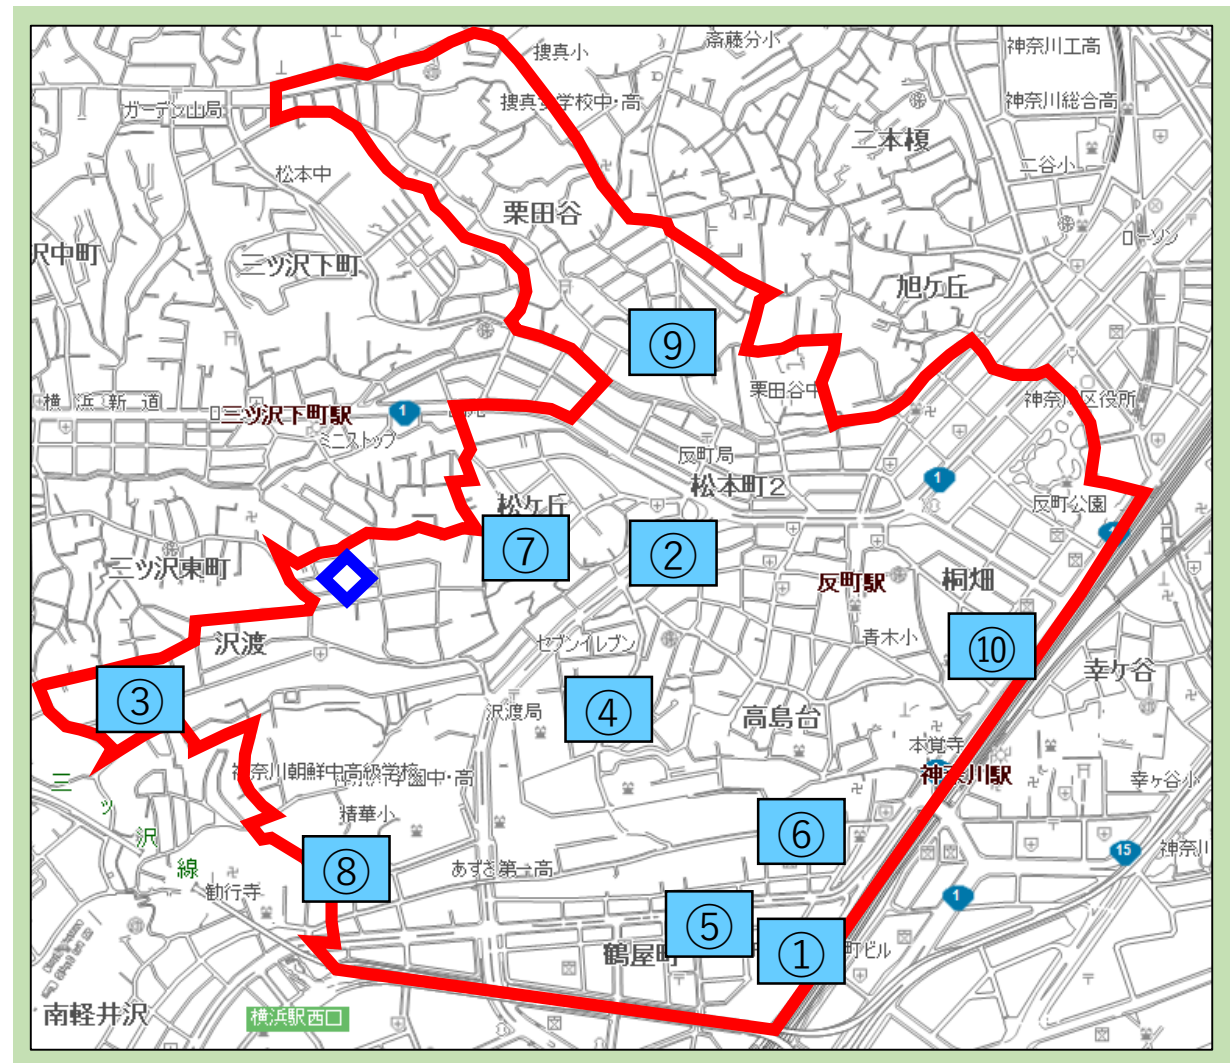 捜真小
斎藤分小
神奈川工高
ガーデン山局
捜真女学校中・高
神奈川総合高
二本榎
松本中
二谷小
栗田谷
沢中町
三ツ沢下町
ローソン
旭ケ丘
⑨
栗田谷中
神奈川区役所
横浜新道
三ツ沢下町駅
1
ミニストップ
反町局
松本町2
1
松ケ丘
反町公園
1
⑦
②
三ツ沢東町
反町駅
桐畑
沢渡
セブンイレブン
青木小
⑩
幸ケ谷
③
④
沢渡局
高島台
本覚寺
神奈川駅
神奈川朝鮮中高級学校
中・高
幸ケ谷小
三ツ沢線
精華小
⑥
15
神奈川
⑧
あずさ第一高
勧行寺
1
⑤
鶴屋町
①
町ビル
南軽井沢
横浜駅西口